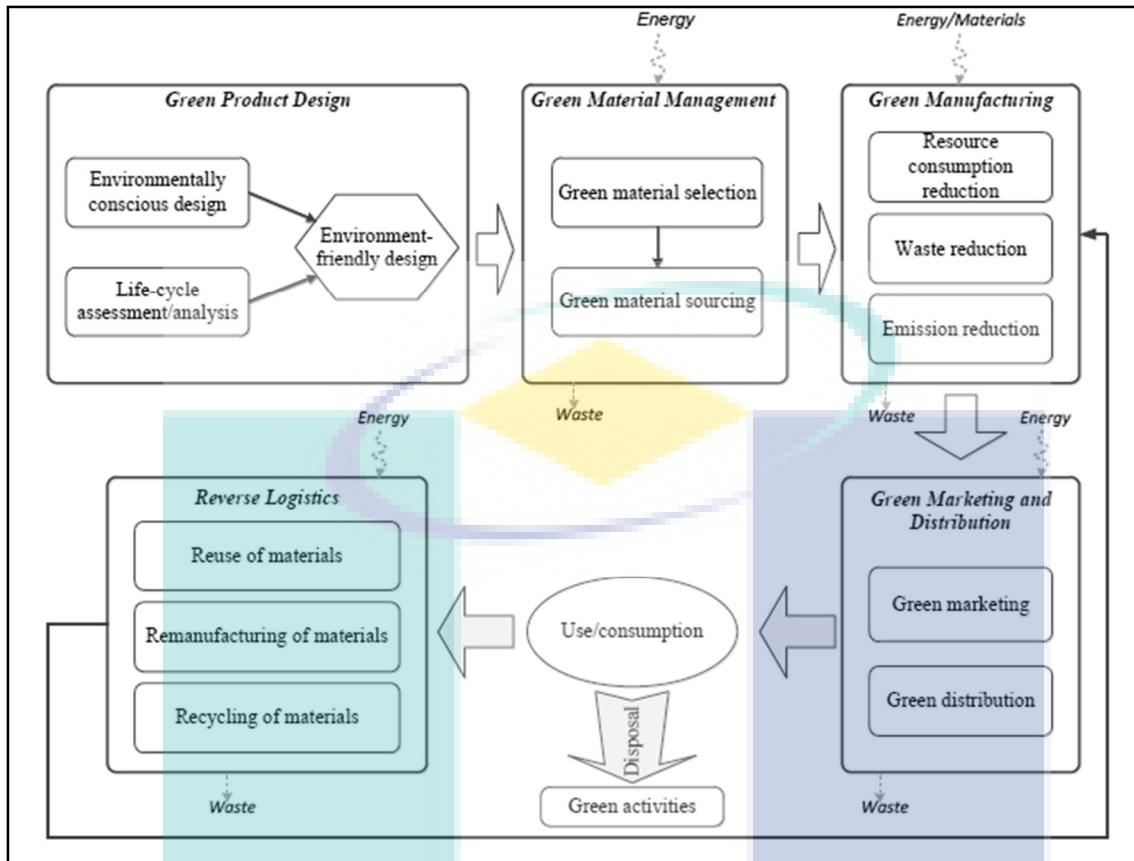 Energy
Energy/Materials
Green Product Design
Environmentally
conscious design
Life-cycle
assessment/analysis
Environment-
friendly design
Green Material Management
Green material selection
Green material sourcing
Waste
Green Manufacturing
Resource
consumption
reduction
Waste reduction
Emission reduction
Waste
Energy
Green Marketing and
Distribution
Green marketing
Green distribution
Waste
Use/consumption
Disposal
Green activities
Energy
Reverse Logistics
Reuse of materials
Remanufacturing of materials
Recycling of materials
Waste